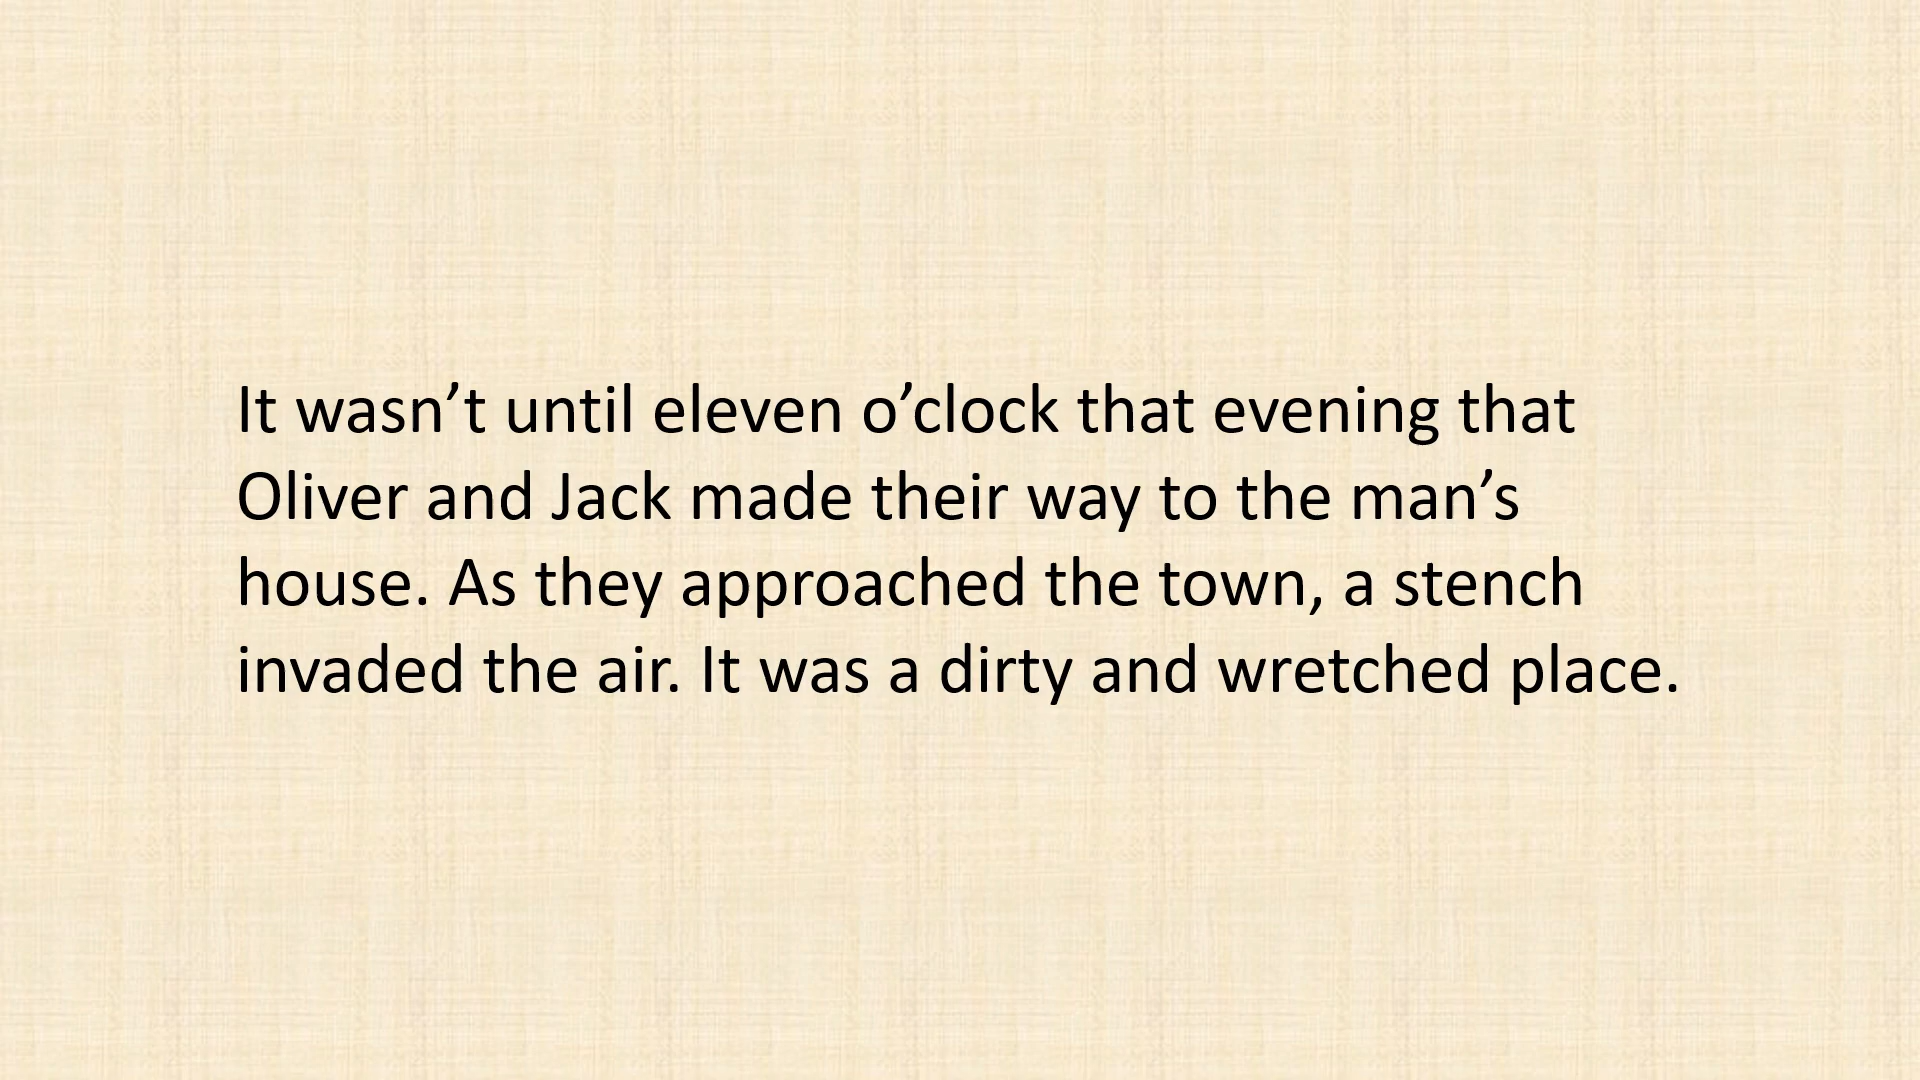 It wasn’t until eleven o’clock that evening that
Oliver and Jack made their way to the man’s
house. As they approached the town, a stench
invaded the air. It was a dirty and wretched place.